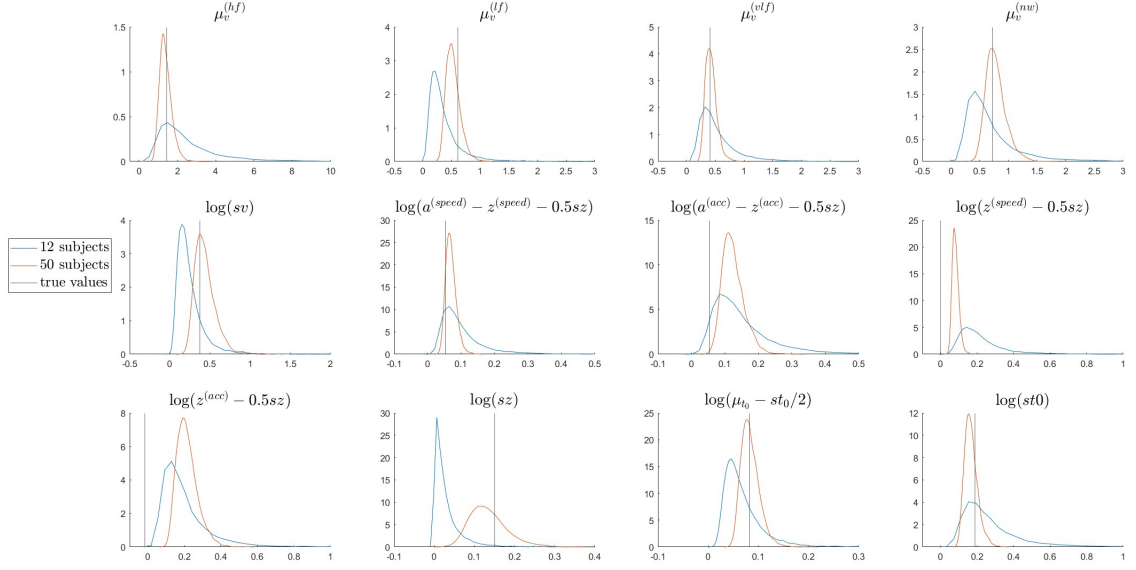 μ_v^(hf) μ_v^(lf) μ_v^(vlf) μ_v^(nw)
1.5 4 5 3
2.5
3 4
1 2
3
2 1.5
2
0.5 1
1 1
0.5
0 0 0 0
0 2 4 6 8 10 -0.5 0 0.5 1 1.5 2 2.5 3 -0.5 0 0.5 1 1.5 2 2.5 3 -0.5 0 0.5 1 1.5 2 2.5 3
log(sv) log(a^(speed) − z^(speed) − 0.5sz) log(a^(acc) − z^(acc) − 0.5sz) log(z^(speed) − 0.5sz)
4 30 15 25
25
3 20
20 10
15
2 15
10
10 5
1
5 5
0 0 0 0
-0.5 0 0.5 1 1.5 2 -0.1 0 0.1 0.2 0.3 0.4 0.5 -0.1 0 0.1 0.2 0.3 0.4 0.5 0 0.2 0.4 0.6 0.8 1
12 subjects
50 subjects
true values
log(z^(acc) − 0.5sz) log(sz) log(μ_t0 − st_0/2) log(st0)
8 30 25 12
25 10
6 20
20 8
15
4 15 6
10
10 4
2
5 5 2
0 0 0 0
0 0.2 0.4 0.6 0.8 1 -0.1 0 0.1 0.2 0.3 0.4 -0.1 0 0.1 0.2 0.3 0 0.2 0.4 0.6 0.8 1